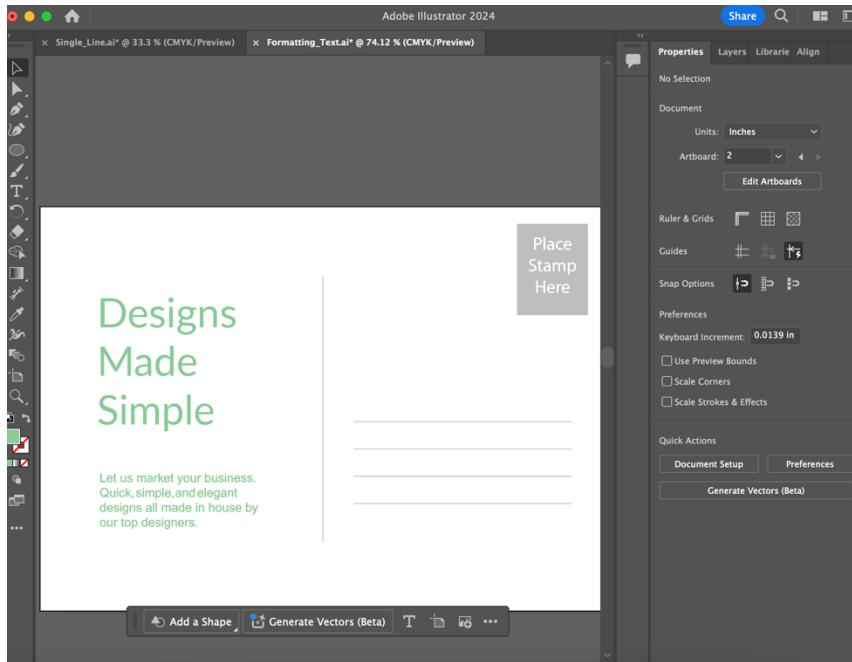 Adobe Illustrator 2024
Share
× Single_Line.ai* @ 33.3 % (CMYK/Preview)
× Formatting_Text.ai* @ 74.12 % (CMYK/Preview)
Properties Layers Librarie Align
No Selection
Document
Units: Inches
Artboard: 2
Edit Artboards
Ruler & Grids
Guides
Snap Options
Preferences
Keyboard Increment: 0.0139 in
Use Preview Bounds
Scale Corners
Scale Strokes & Effects
Quick Actions
Document Setup Preferences
Generate Vectors (Beta)
Place
Stamp
Here
Designs
Made
Simple
Let us market your business.
Quick,simple,and elegant
designs all made in house by
our top designers.
Add a Shape Generate Vectors (Beta)